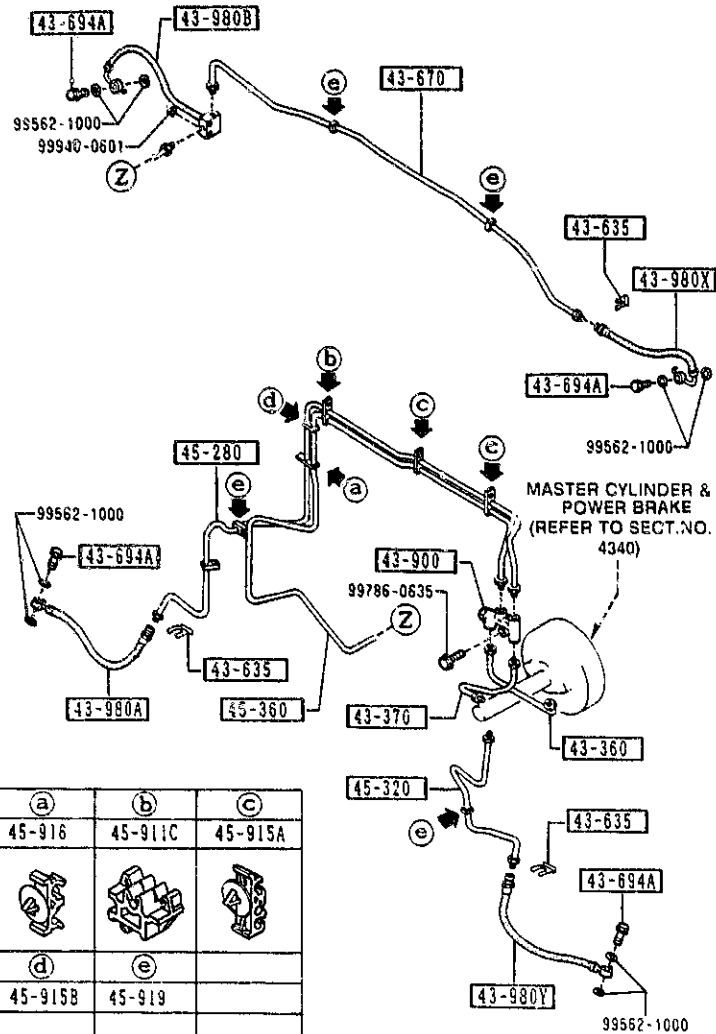 43-694A
43-980B
43-670
e
99562-1000
99940-0601
Z
e
43-635
43-980X
b
43-694A
d
c
99562-1000
45-280
e
MASTER CYLINDER &
POWER BRAKE
(REFER TO SECT.NO.
4340)
e
a
99562-1000
43-694A
43-900
99786-0635
Z
43-635
43-980A
45-360
43-370
43-360
45-320
a
b
c
45-916
45-911C
45-915A
e
43-635
43-694A
d
e
45-915B
45-919
43-980Y
99562-1000